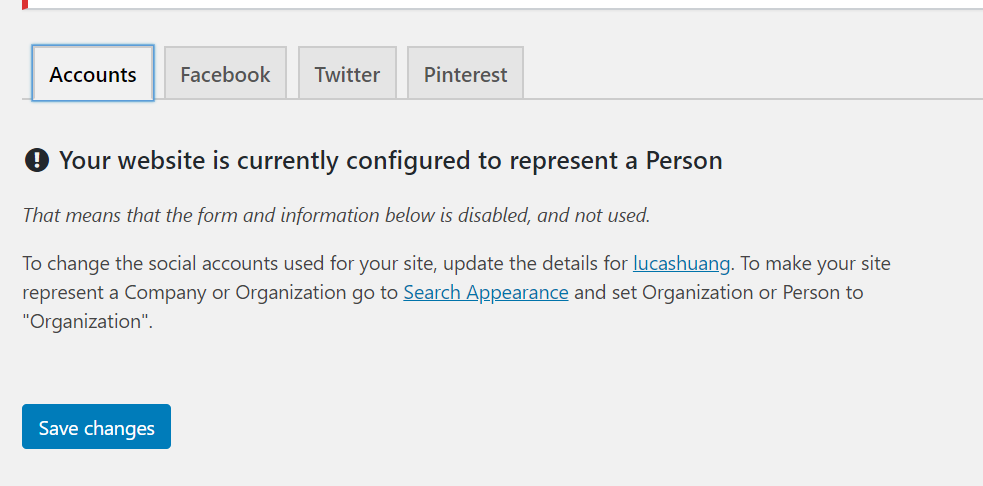 Accounts Facebook Twitter Pinterest
Your website is currently configured to represent a Person
That means that the form and information below is disabled, and not used.
To change the social accounts used for your site, update the details for lucashuang. To make your site
represent a Company or Organization go to Search Appearance and set Organization or Person to
"Organization".
Save changes